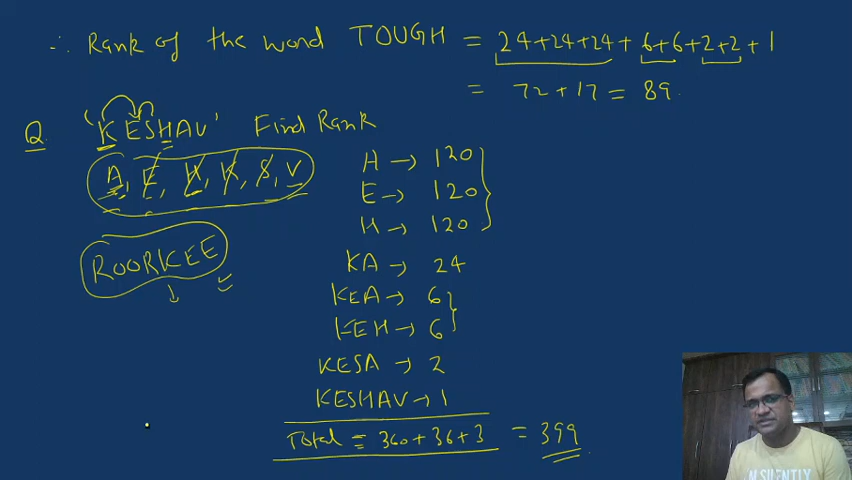 ∴ Rank of the word TOUGH = 24+24+24 + 6+6+2+2+1
= 72+17 = 89.
Q 'KESHAV' Find Rank
A, E, H, K, S, V
ROORKEE
A → 120
E → 120
H → 120
KA → 24
KEA → 6
KEH → 6
KESA → 2
KESHAV → 1
Total = 360+36+3 = 399
M SILENTLY